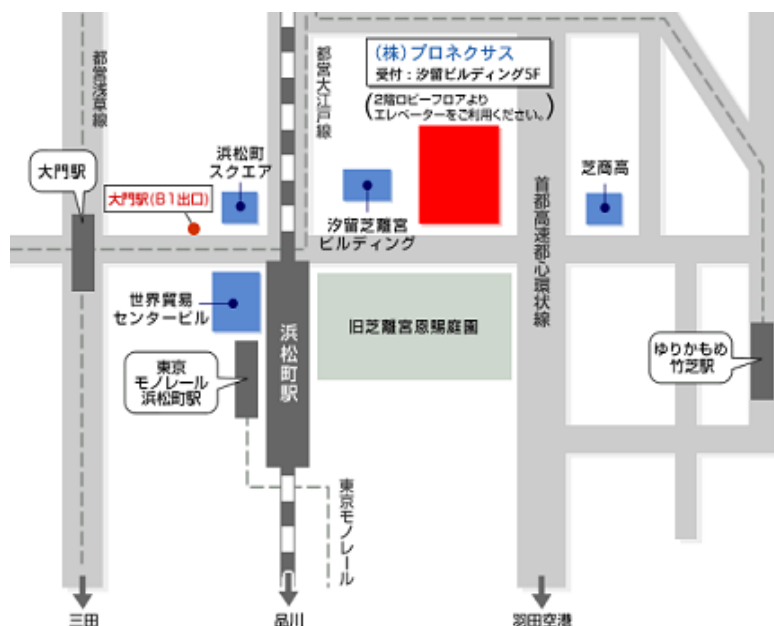 (株)プロネクサス
受付:汐留ビルディング5F
(2階ロビーフロアより
エレベーターをご利用ください。)
都営浅草線
都営大江戸線
大門駅
浜松町
スクエア
大門駅(B1出口)
汐留芝離宮
ビルディング
首都高速都心環状線
芝商高
世界貿易
センタービル
浜松町駅
旧芝離宮恩賜庭園
ゆりかもめ
竹芝駅
東京
モノレール
浜松町駅
東京モノレール
三田
品川
羽田空港